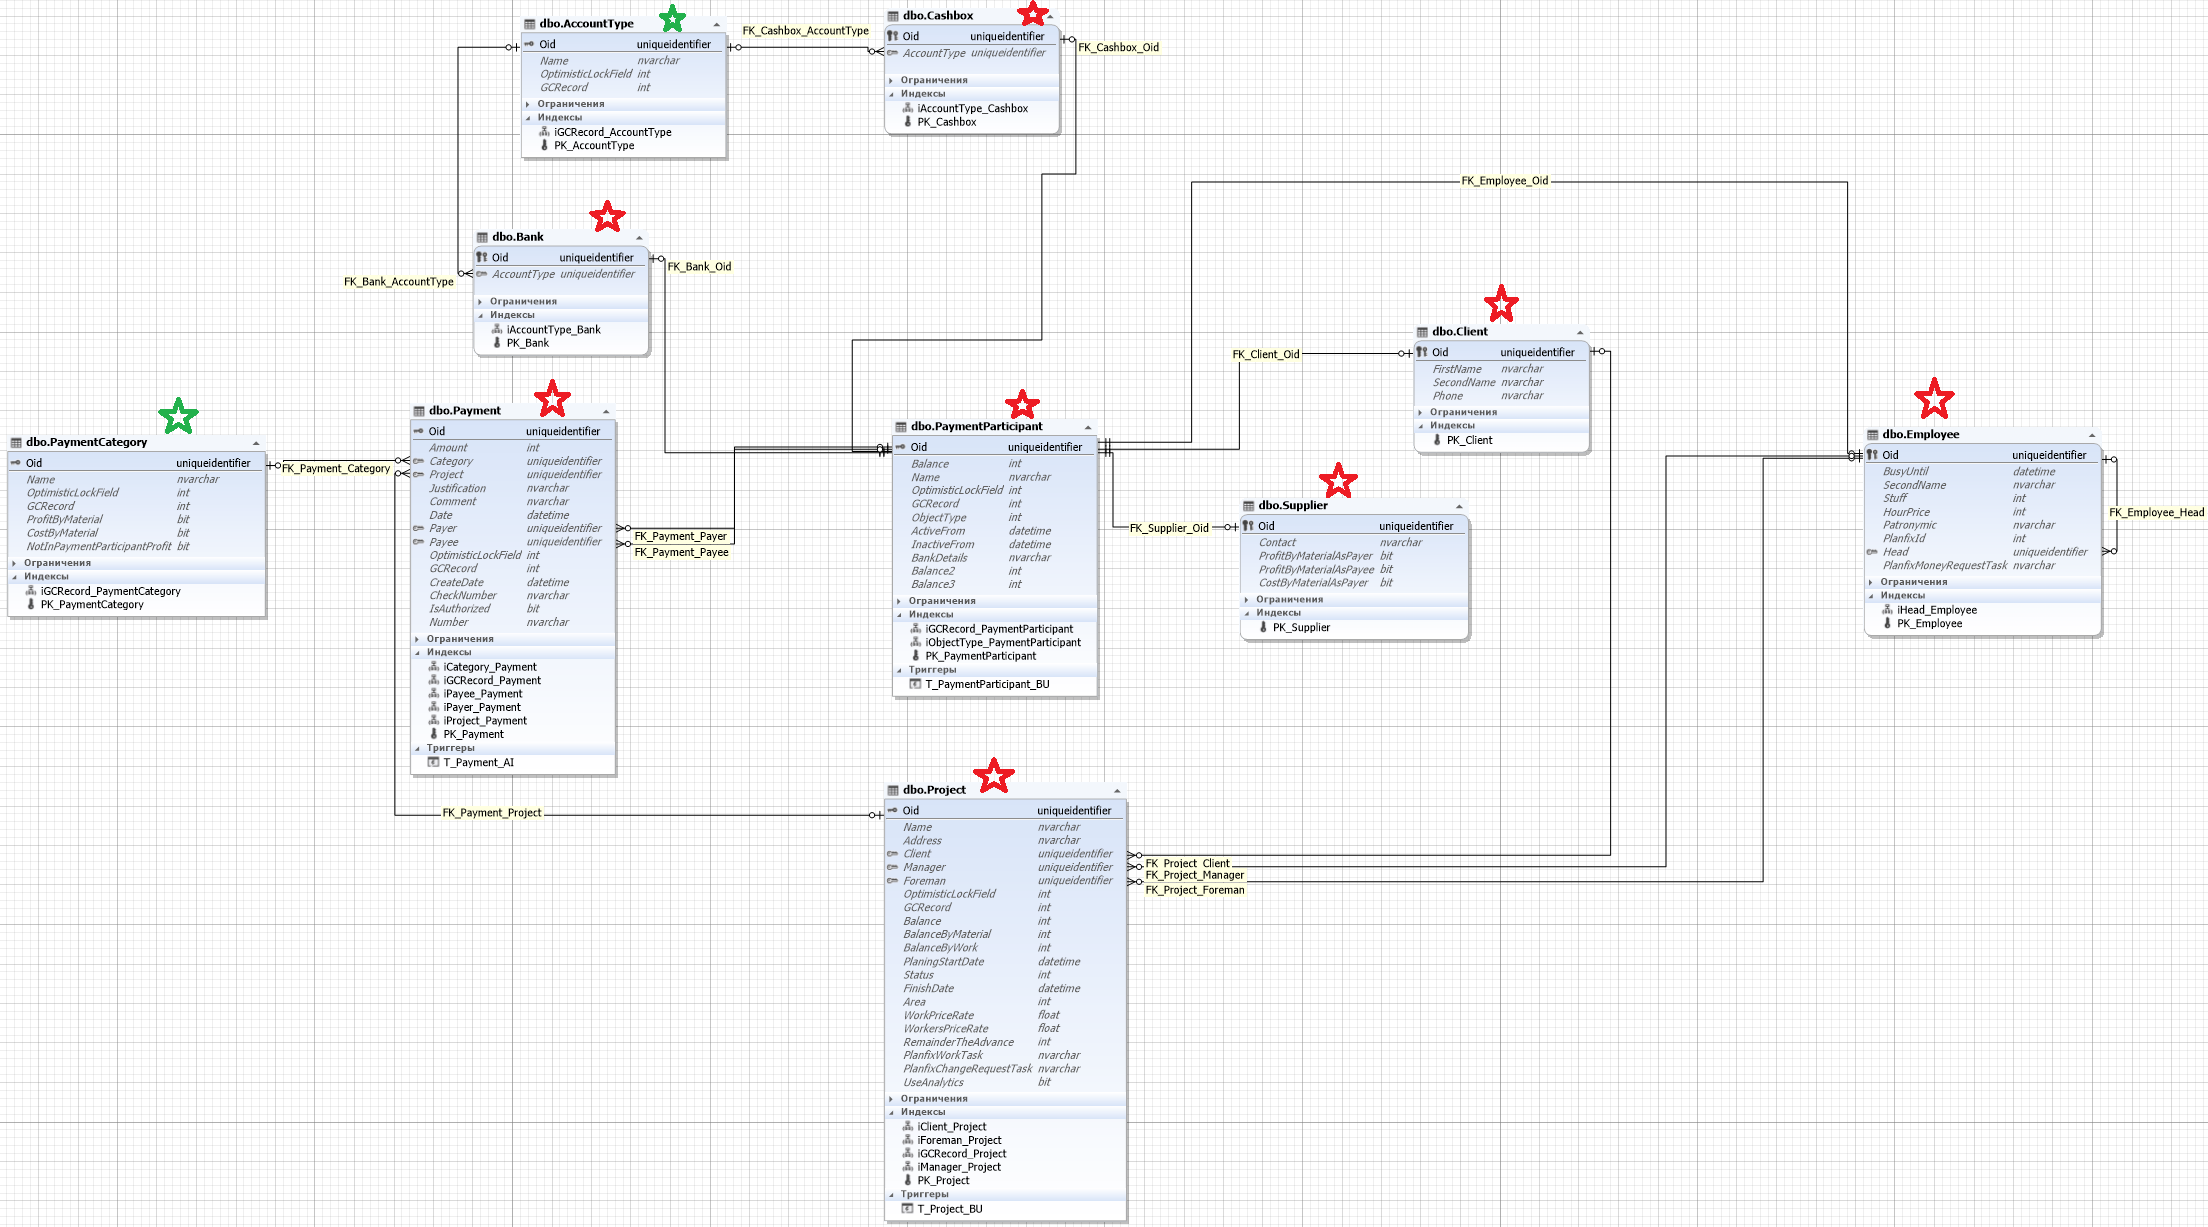 dbo.AccountType
Oid uniqueidentifier
Name nvarchar
OptimisticLockField int
GCRecord int
Ограничения
Индексы
iGCRecord_AccountType
PK_AccountType
FK_Cashbox_AccountType
dbo.Cashbox
Oid uniqueidentifier
AccountType uniqueidentifier
Ограничения
Индексы
iAccountType_Cashbox
PK_Cashbox
FK_Cashbox_Oid
FK_Employee_Oid
dbo.Bank
Oid uniqueidentifier
AccountType uniqueidentifier
Ограничения
Индексы
iAccountType_Bank
PK_Bank
FK_Bank_Oid
FK_Bank_AccountType
dbo.Client
Oid uniqueidentifier
FirstName nvarchar
SecondName nvarchar
Phone nvarchar
Ограничения
Индексы
PK_Client
FK_Client_Oid
dbo.PaymentCategory
Oid uniqueidentifier
Name nvarchar
OptimisticLockField int
GCRecord int
ProfitByMaterial bit
CostByMaterial bit
NotInPaymentParticipantProfit bit
Ограничения
Индексы
iGCRecord_PaymentCategory
PK_PaymentCategory
FK_Payment_Category
dbo.Payment
Oid uniqueidentifier
Amount int
Category uniqueidentifier
Project uniqueidentifier
Justification nvarchar
Comment nvarchar
Date datetime
Payer uniqueidentifier
Payee uniqueidentifier
OptimisticLockField int
GCRecord int
CreateDate datetime
CheckNumber nvarchar
IsAuthorized bit
Number nvarchar
Ограничения
Индексы
iCategory_Payment
iGCRecord_Payment
iPayee_Payment
iPayer_Payment
iProject_Payment
PK_Payment
Триггеры
T_Payment_AI
FK_Payment_Payer
FK_Payment_Payee
dbo.PaymentParticipant
Oid uniqueidentifier
Balance int
Name nvarchar
OptimisticLockField int
GCRecord int
ObjectType int
ActiveFrom datetime
InactiveFrom datetime
BankDetails nvarchar
Balance2 int
Balance3 int
Ограничения
Индексы
iGCRecord_PaymentParticipant
iObjectType_PaymentParticipant
PK_PaymentParticipant
Триггеры
T_PaymentParticipant_BU
FK_Supplier_Oid
dbo.Supplier
Oid uniqueidentifier
Contact nvarchar
ProfitByMaterialAsPayer bit
ProfitByMaterialAsPayee bit
CostByMaterialAsPayer bit
Ограничения
Индексы
PK_Supplier
dbo.Employee
Oid uniqueidentifier
BusyUntil datetime
SecondName nvarchar
Stuff int
HourPrice int
Patronymic nvarchar
PlanfixId int
Head uniqueidentifier
PlanfixMoneyRequestTask nvarchar
Ограничения
Индексы
iHead_Employee
PK_Employee
FK_Employee_Head
FK_Payment_Project
dbo.Project
Oid uniqueidentifier
Name nvarchar
Address nvarchar
Client uniqueidentifier
Manager uniqueidentifier
Foreman uniqueidentifier
OptimisticLockField int
GCRecord int
Balance int
BalanceByMaterial int
BalanceByWork int
PlaningStartDate datetime
Status int
FinishDate datetime
Area int
WorkPriceRate float
WorkersPriceRate float
RemainderTheAdvance int
PlanfixWorkTask nvarchar
PlanfixChangeRequestTask nvarchar
UseAnalytics bit
Ограничения
Индексы
iClient_Project
iForeman_Project
iGCRecord_Project
iManager_Project
PK_Project
Триггеры
T_Project_BU
FK_Project_Client
FK_Project_Manager
FK_Project_Foreman